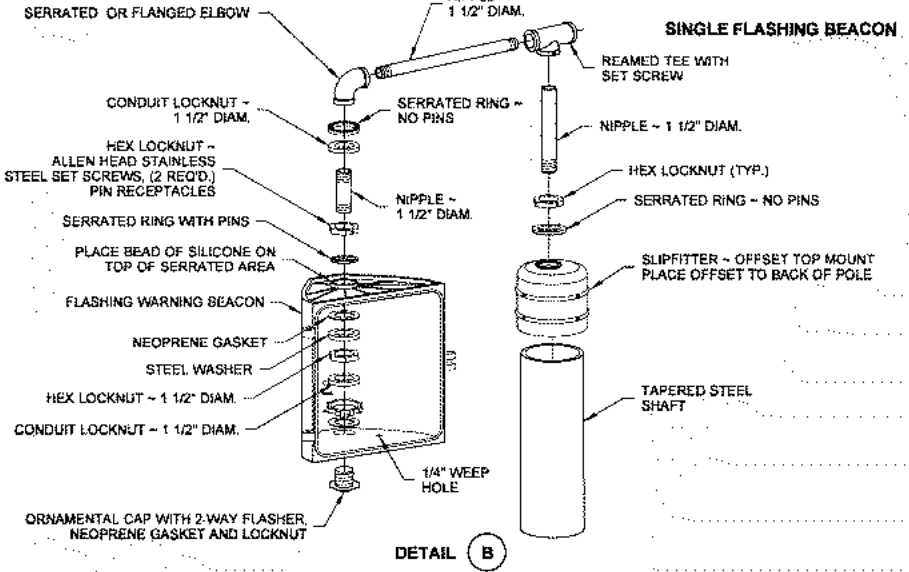 SERRATED OR FLANGED ELBOW
1 1/2" DIAM.
SINGLE FLASHING BEACON
REAMED TEE WITH
SET SCREW
CONDUIT LOCKNUT ~
1 1/2" DIAM.
SERRATED RING ~
NO PINS
NIPPLE ~ 1 1/2" DIAM.
HEX LOCKNUT ~
ALLEN HEAD STAINLESS
STEEL SET SCREWS, (2 REQ'D.)
PIN RECEPTACLES
HEX LOCKNUT (TYP.)
NIPPLE ~
1 1/2" DIAM.
SERRATED RING ~ NO PINS
SERRATED RING WITH PINS
PLACE BEAD OF SILICONE ON
TOP OF SERRATED AREA
SLIPFITTER ~ OFFSET TOP MOUNT
PLACE OFFSET TO BACK OF POLE
FLASHING WARNING BEACON
NEOPRENE GASKET
STEEL WASHER
HEX LOCKNUT ~ 1 1/2" DIAM.
TAPERED STEEL
SHAFT
CONDUIT LOCKNUT ~ 1 1/2" DIAM.
1/4" WEEP
HOLE
ORNAMENTAL CAP WITH 2-WAY FLASHER,
NEOPRENE GASKET AND LOCKNUT
DETAIL B